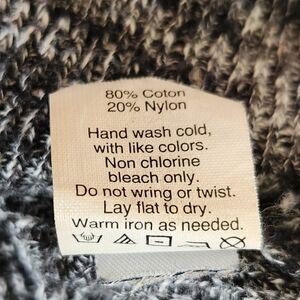 80% Coton
20% Nylon
Hand wash cold,
with like colors.
Non chlorine
bleach only.
Do not wring or twist.
Lay flat to dry.
Warm iron as needed.